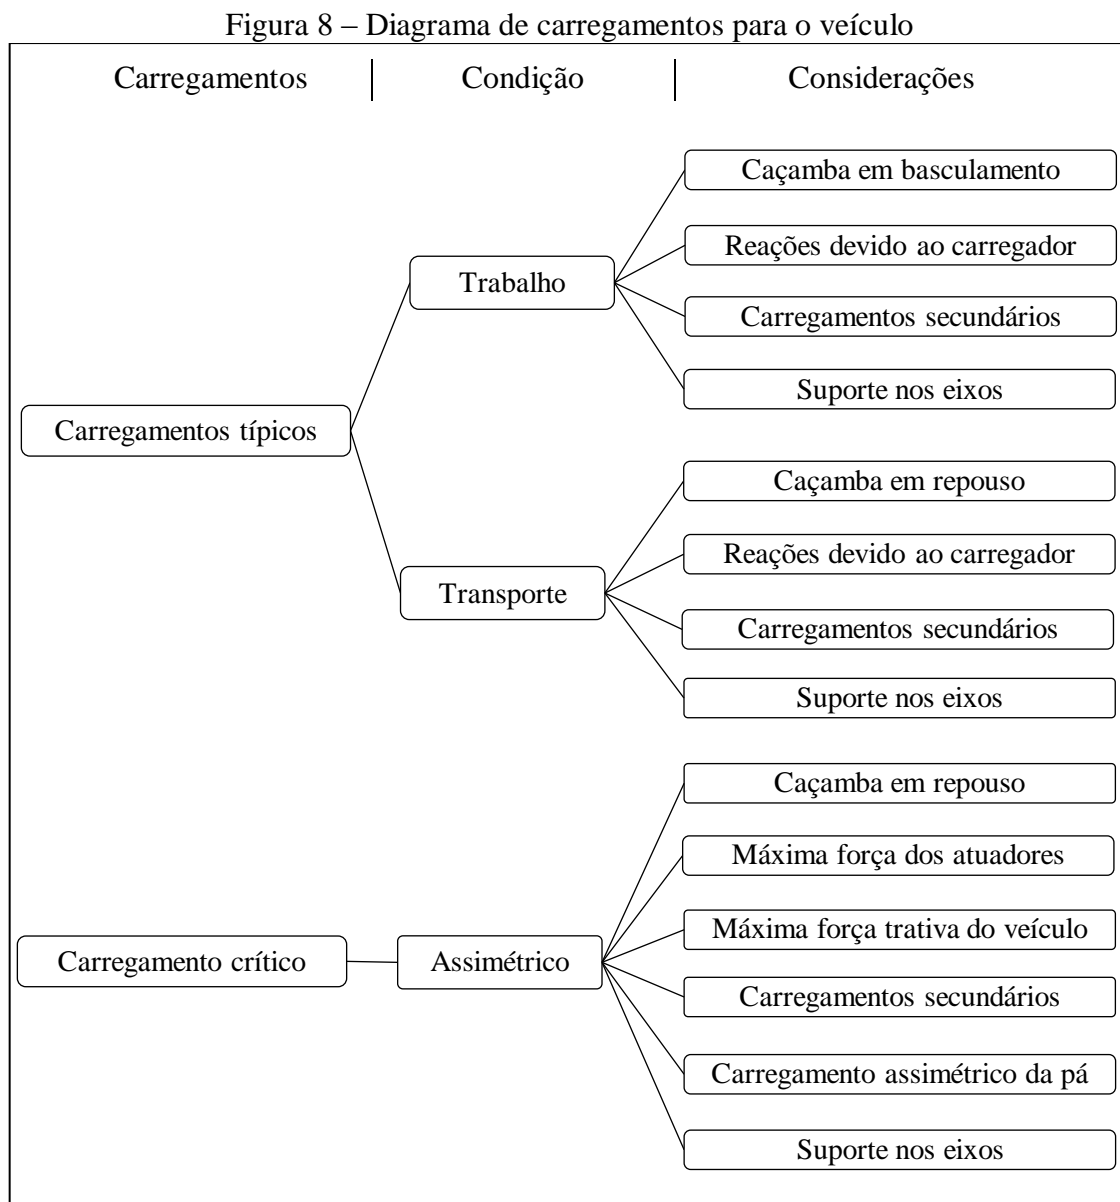 Figura 8 – Diagrama de carregamentos para o veículo
Carregamentos
Condição
Considerações
Carregamentos típicos
Trabalho
Caçamba em basculamento
Reações devido ao carregador
Carregamentos secundários
Suporte nos eixos
Transporte
Caçamba em repouso
Reações devido ao carregador
Carregamentos secundários
Suporte nos eixos
Carregamento crítico
Assimétrico
Caçamba em repouso
Máxima força dos atuadores
Máxima força trativa do veículo
Carregamentos secundários
Carregamento assimétrico da pá
Suporte nos eixos